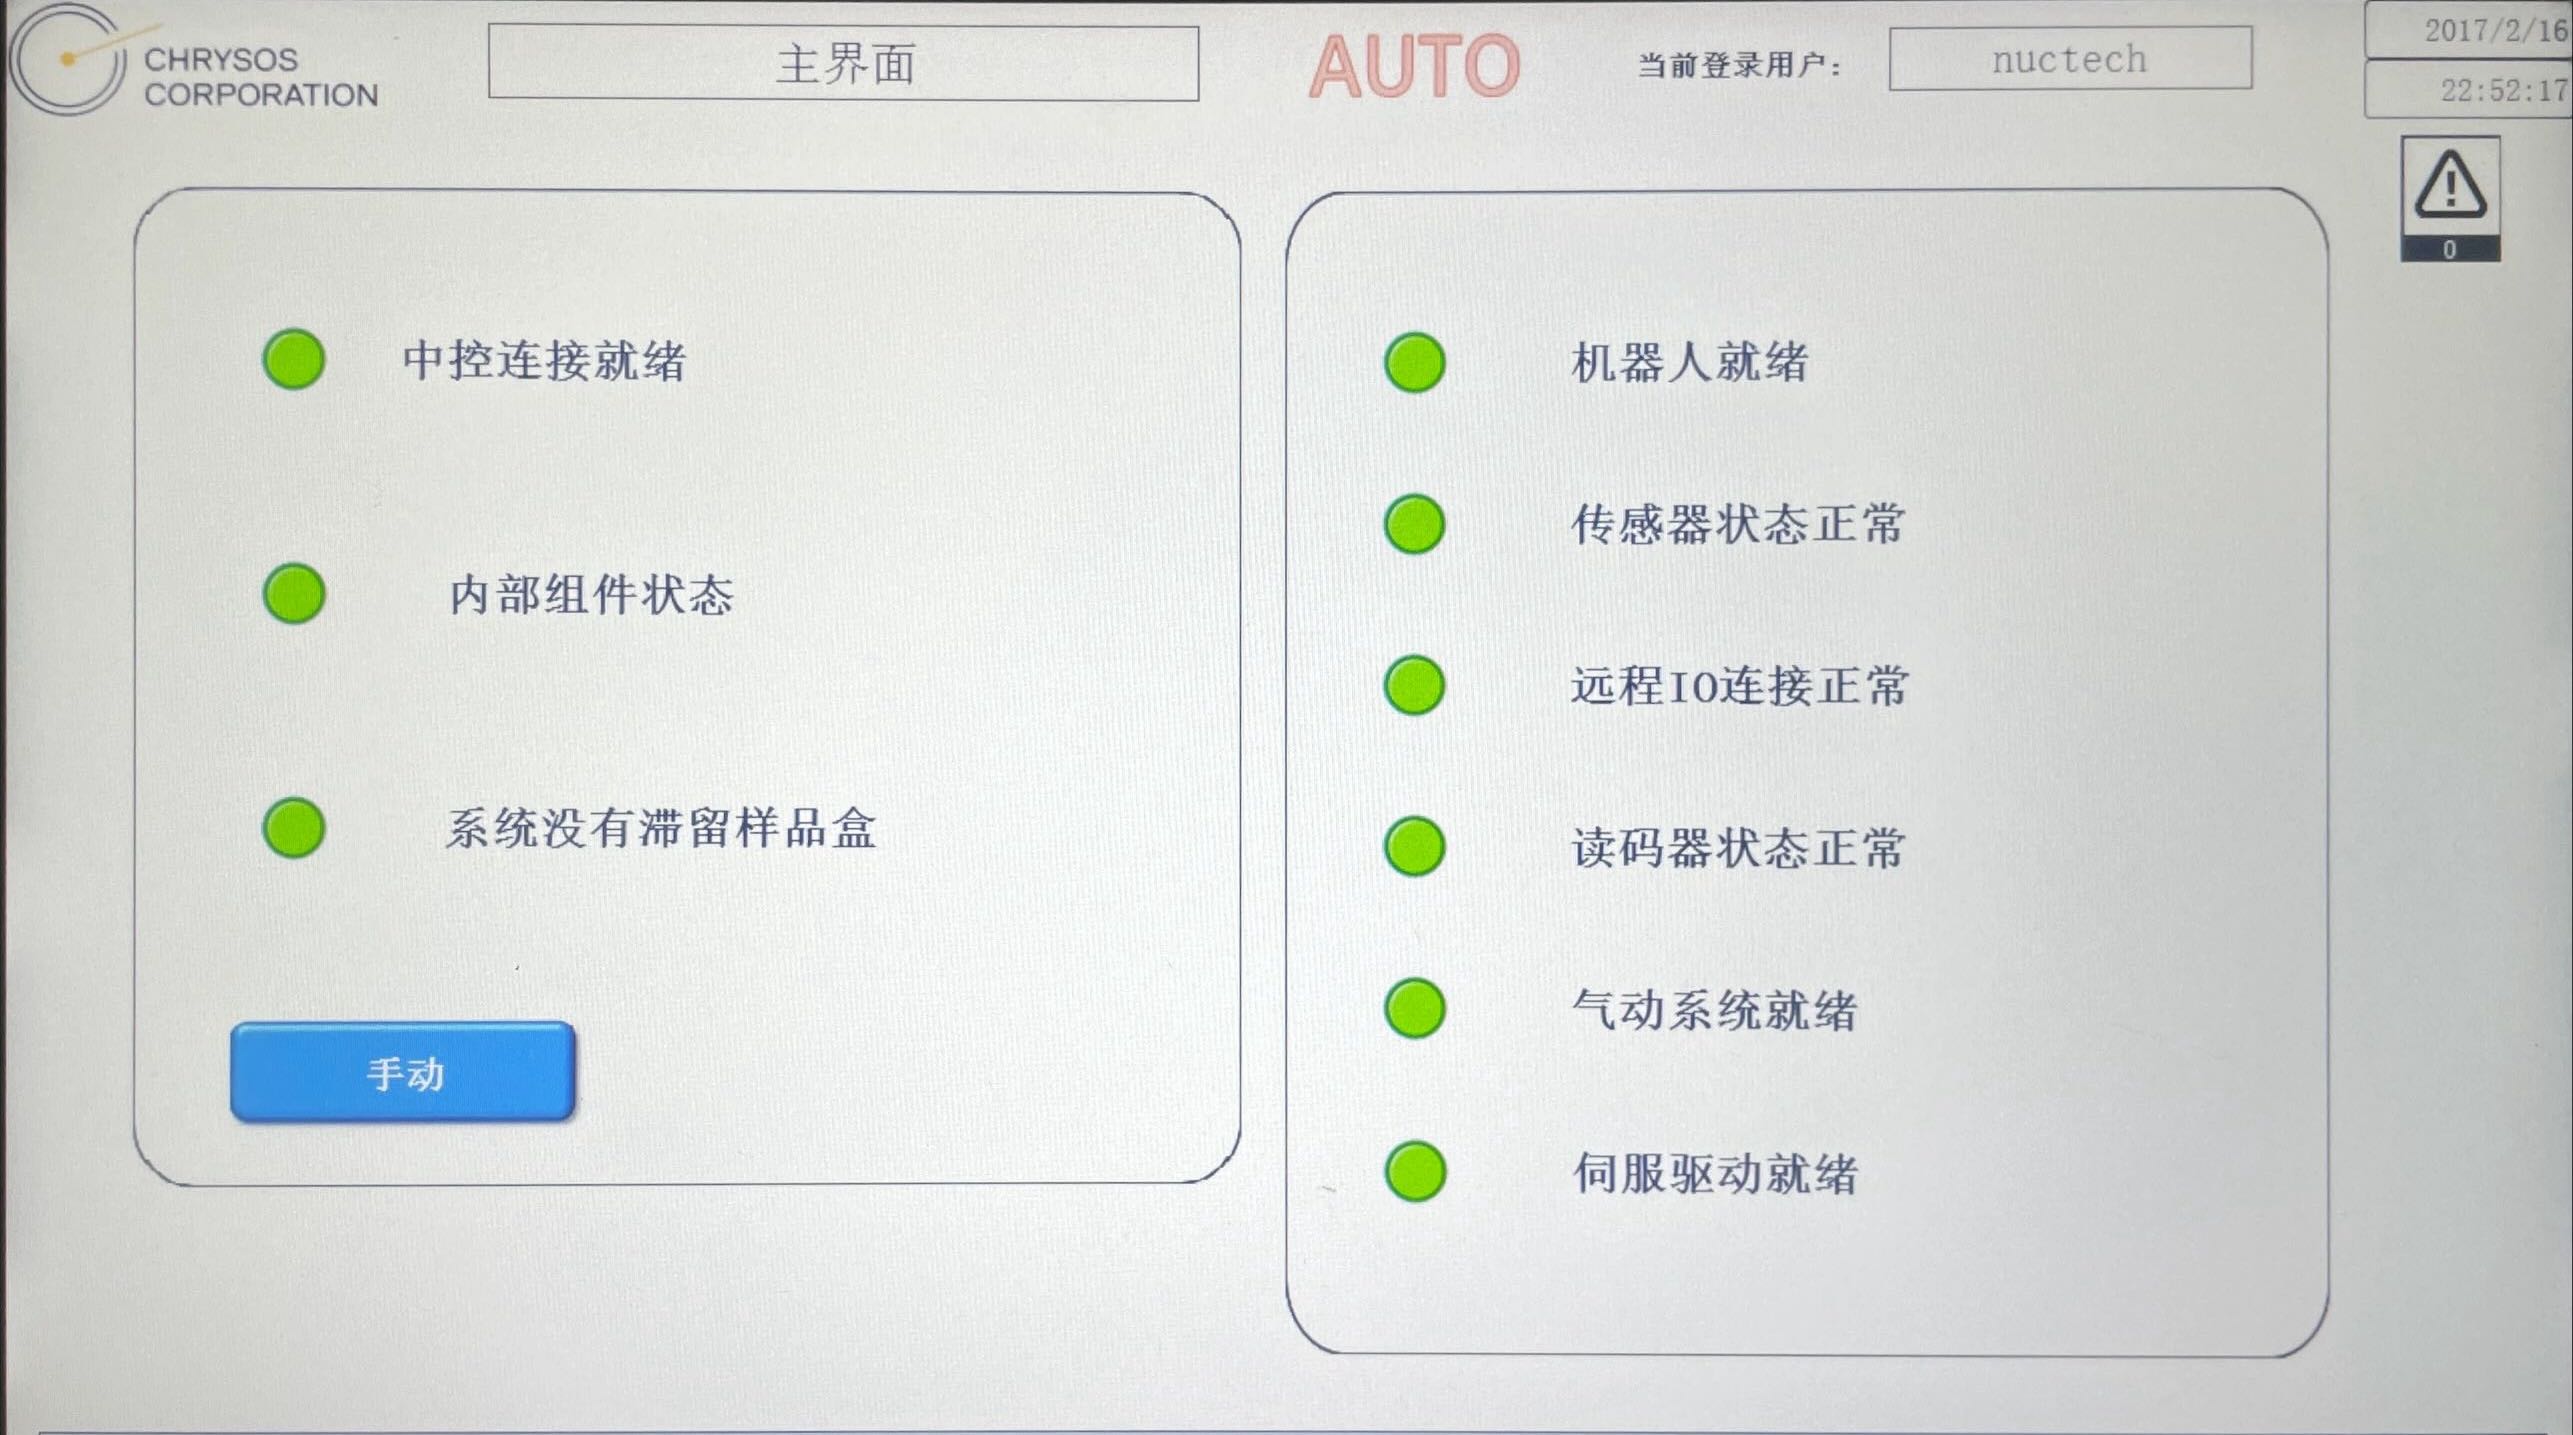 CHRYSOS
CORPORATION
主界面
AUTO
当前登录用户:
nuctech
2017/2/16
22:52:17
0
中控连接就绪
内部组件状态
系统没有滞留样品盒
手动
机器人就绪
传感器状态正常
远程IO连接正常
读码器状态正常
气动系统就绪
伺服驱动就绪